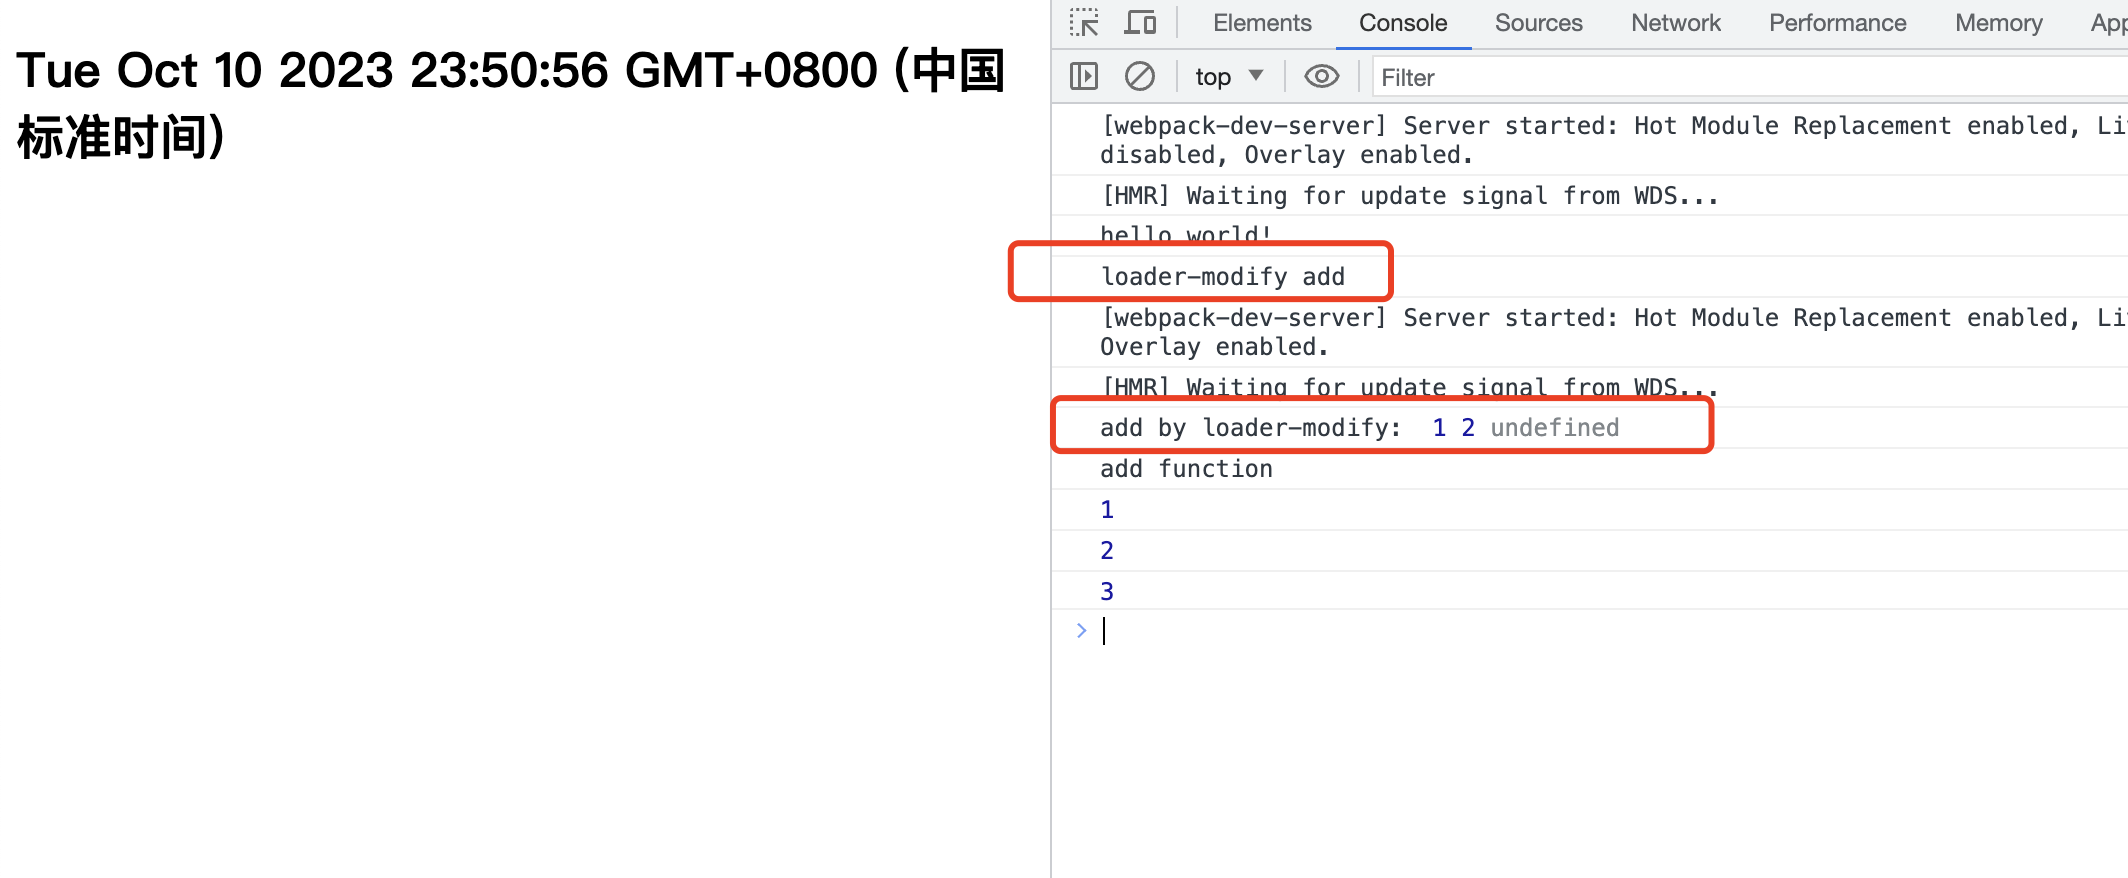 Tue Oct 10 2023 23:50:56 GMT+0800 (中国
标准时间)
Elements Console Sources Network Performance Memory
top Filter
[webpack-dev-server] Server started: Hot Module Replacement enabled,
disabled, Overlay enabled.
[HMR] Waiting for update signal from WDS...
hello world!
loader-modify add
[webpack-dev-server] Server started: Hot Module Replacement enabled,
Overlay enabled.
[HMR] Waiting for update signal from WDS...
add by loader-modify: 1 2 undefined
add function
1
2
3
>